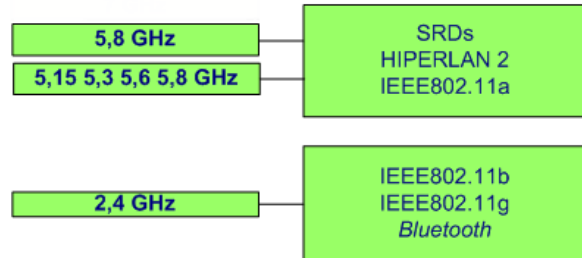 5,8 GHz
5,15 5,3 5,6 5,8 GHz
SRDs
HIPERLAN 2
IEEE802.11a
2,4 GHz
IEEE802.11b
IEEE802.11g
Bluetooth